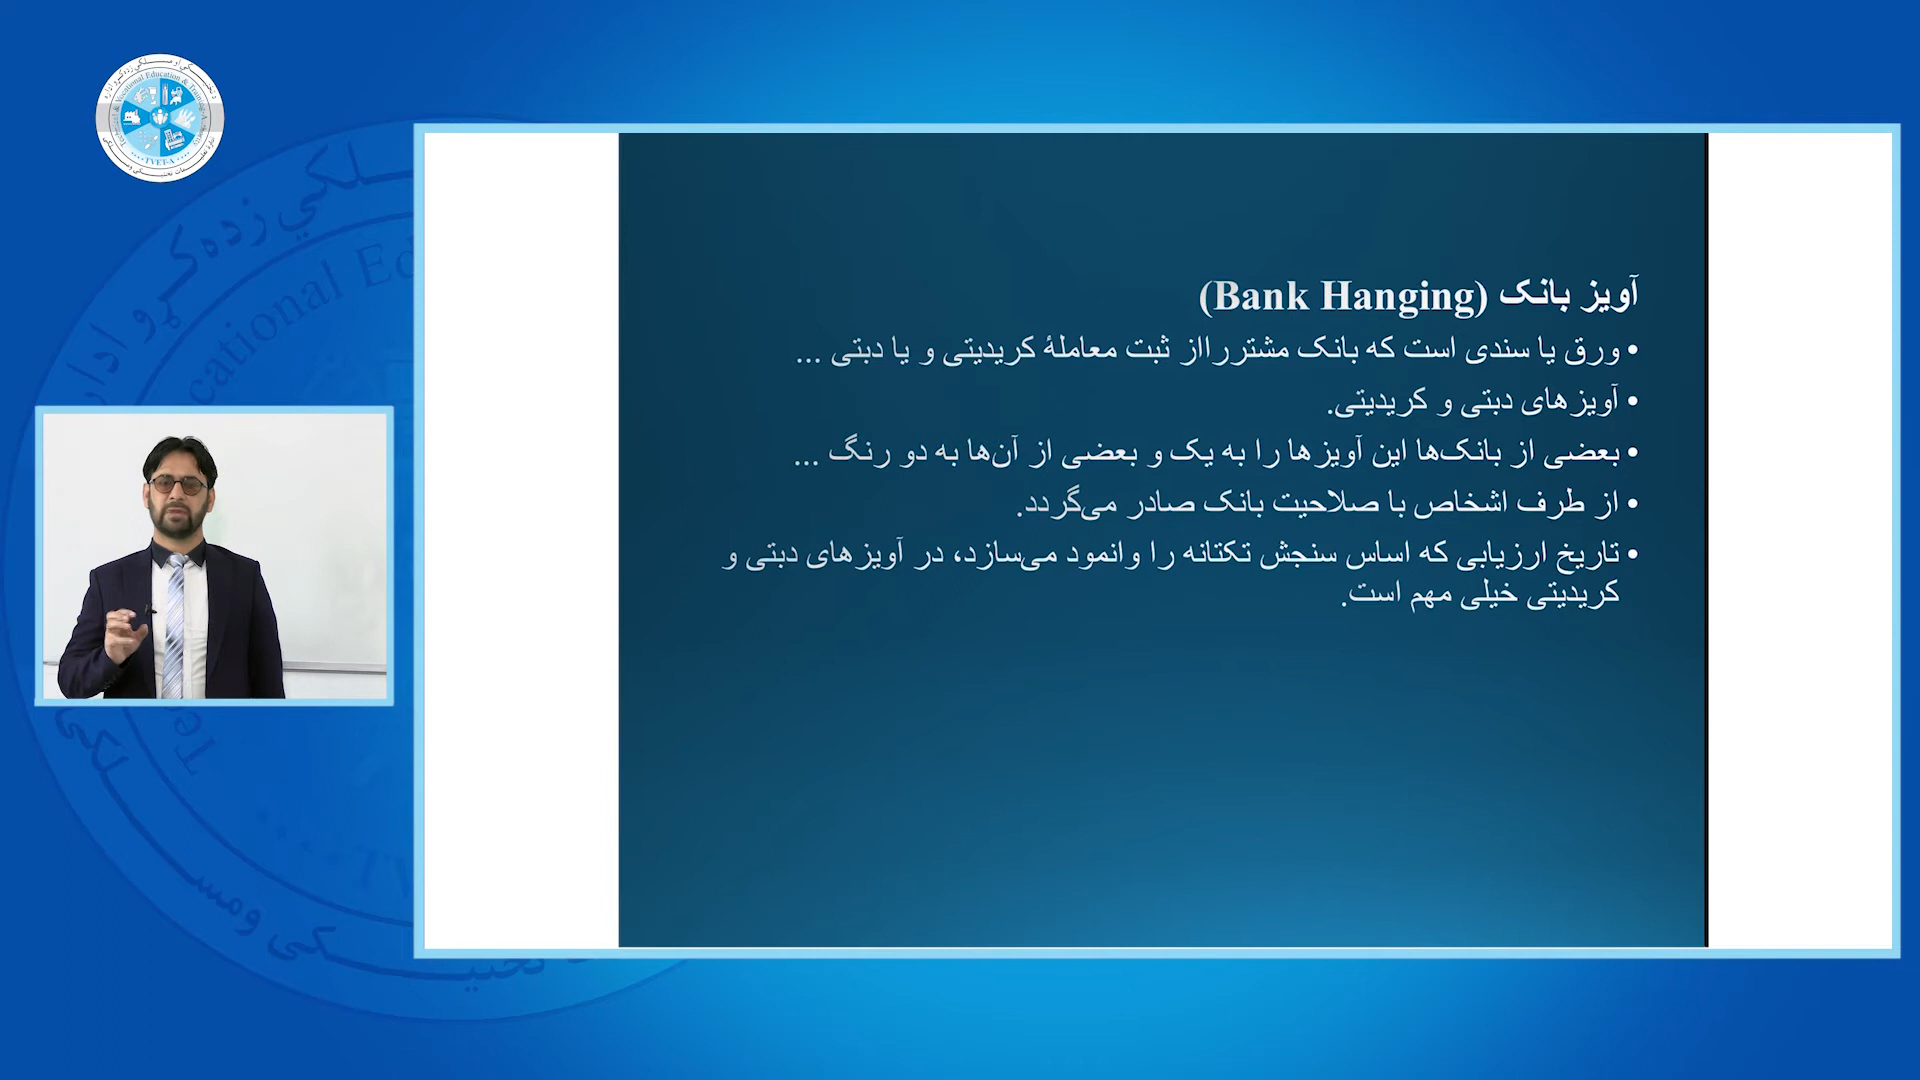 آویز بانک (Bank Hanging)
• ورق یا سندی است که بانک مشتررااز ثبت معاملۀ کریدیتی و یا دبتی ...
• آویزهای دبتی و کریدیتی.
• بعضی از بانک‌ها این آویزها را به یک و بعضی از آن‌ها به دو رنگ ...
• از طرف اشخاص با صلاحیت بانک صادر می‌گردد.
• تاریخ ارزیابی که اساس سنجش تکتانه را وانمود می‌سازد، در آویزهای دبتی و
کریدیتی خیلی مهم است.
TVET-A